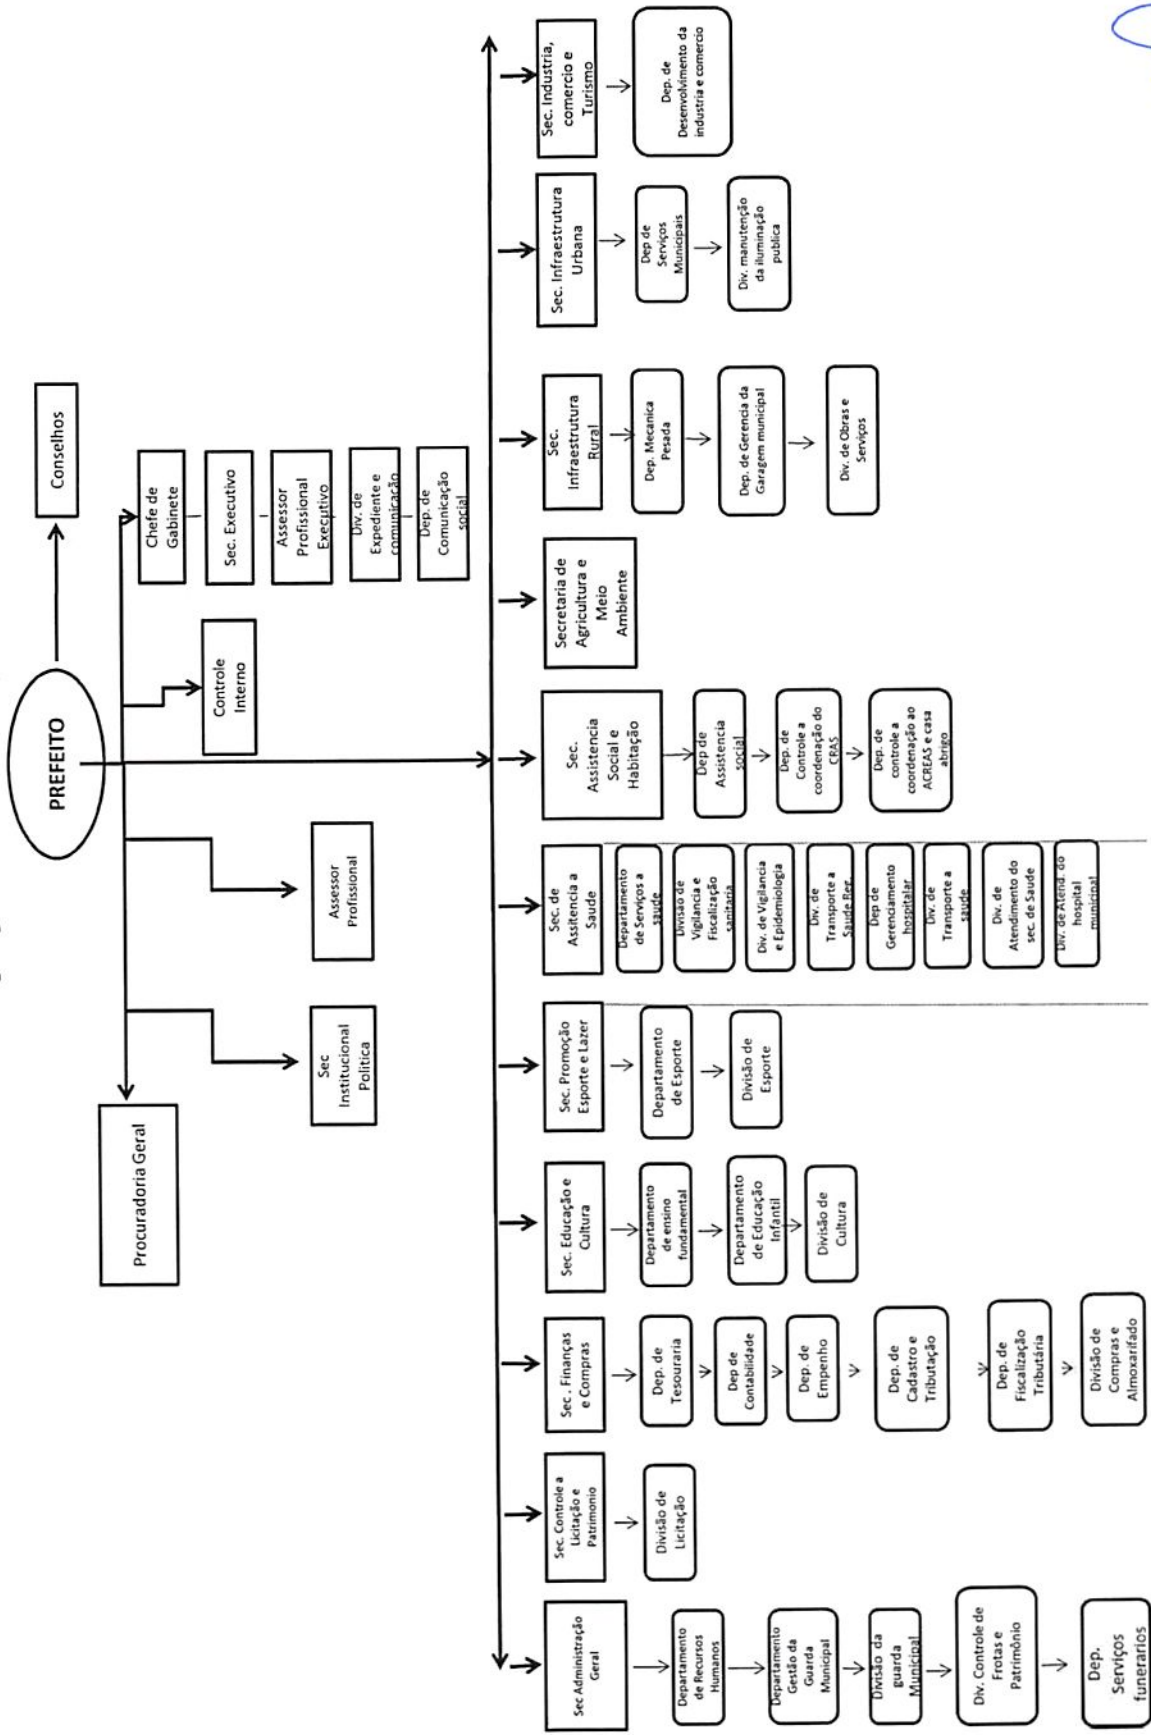 PREFEITO
Conselhos
Procuradoria Geral
Sec
Institucional
Politica
Assessor
Profissional
Controle
Interno
Chefe de
Gabinete
Sec. Executivo
Assessor
Profissional
Executivo
Div. de
Expediente e
comunicação
Dep. de
Comunicação
social
Sec Administração
Geral
Departamento
de Recursos
Humanos
Departamento
Gestão da
Guarda
Municipal
Divisão da
guarda
Municipal
Div. Controle de
Frotas e
Patrimônio
Dep.
Serviços
funerarios
Sec. Controle a
Licitação e
Patrimonio
Divisão de
Licitação
Sec . Finanças
e Compras
Dep. de
Tesouraria
Dep de
Contabilidade
Dep. de
Empenho
Dep. de
Cadastro e
Tributação
Dep. de
Fiscalização
Tributária
Divisão de
Compras e
Almoxarifado
Sec. Educação e
Cultura
Departamento
de ensino
fundamental
Departamento
de Educação
Infantil
Divisão de
Cultura
Sec. Promoção
Esporte e Lazer
Departamento
de Esporte
Divisão de
Esporte
Sec. de
Assitencia a
Saude
Departamento
de Serviços a
saude
Divisão de
Vigilancia e
Fiscalização
sanitaria
Div. de Vigilancia
e Epidemiologia
Div. de
Transporte a
Saude Reg.
Dep de
Gerenciamento
hospitalar
Div. de
Transporte a
saude
Div. de
Atendimento do
sec. de Saude
Div. de Atend. do
hospital
municipal
Sec.
Assistencia
Social e
Habitação
Dep de
Assistencia
social
Dep. de
Controle a
coordenação do
CRAS
Dep. de
controle a
coordenação ao
ACREAS e casa
abrigo
Secretaria de
Agricultura e
Meio
Ambiente
Sec.
Infraestrutura
Rural
Dep. Mecanica
Pesada
Dep. de Gerencia da
Garagem municipal
Div. de Obras e
Serviços
Sec. Infraestrutura
Urbana
Dep de
Serviços
Municipais
Div. manutenção
da iluminação
publica
Sec. Industria,
comercio e
Turismo
Dep. de
Desenvolvimento da
industria e comercio